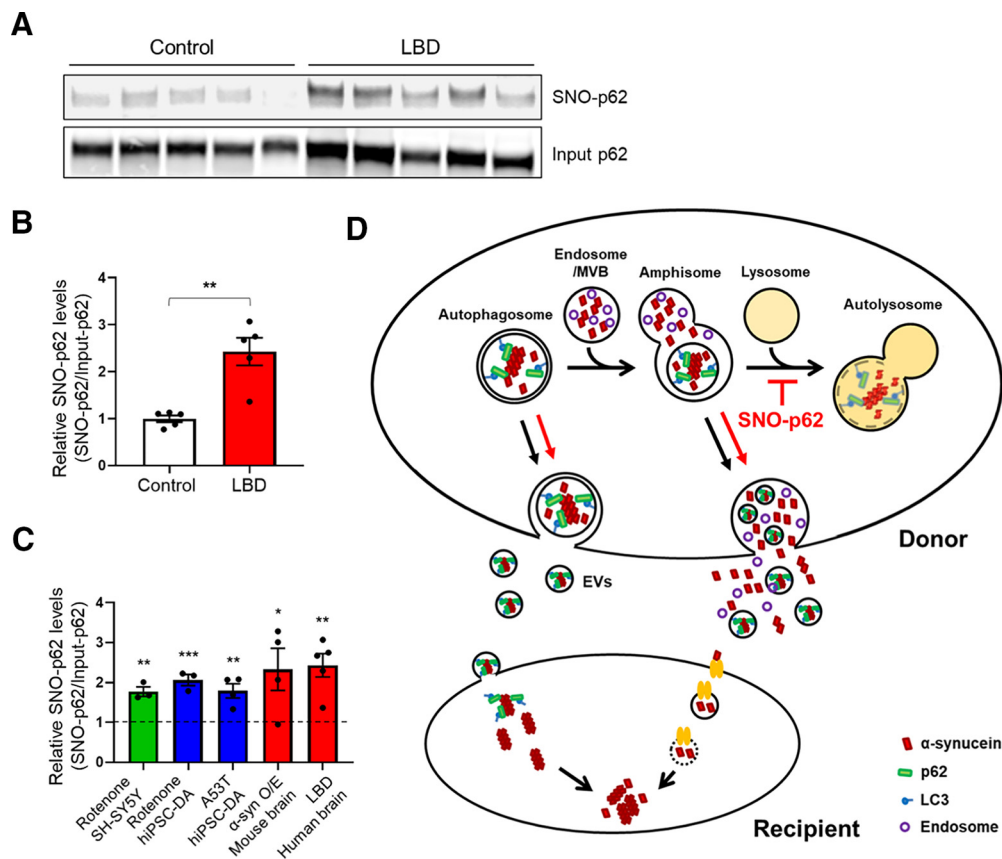 A
Control
LBD
SNO-p62
Input p62
B
Relative SNO-p62 levels
(SNO-p62/Input-p62)
4
3
2
1
0
**
Control
LBD
C
Relative SNO-p62 levels
(SNO-p62/Input-p62)
4
3
2
1
0
**
***
**
*
**
Rotenone
SH-SY5Y
Rotenone
hiPSC-DA
A53T
hiPSC-DA
α-syn O/E
Mouse brain
LBD
Human brain
D
Endosome
/MVB
Amphisome
Lysosome
Autophagosome
Autolysosome
SNO-p62
Donor
EVs
Recipient
α-synucein
p62
LC3
Endosome